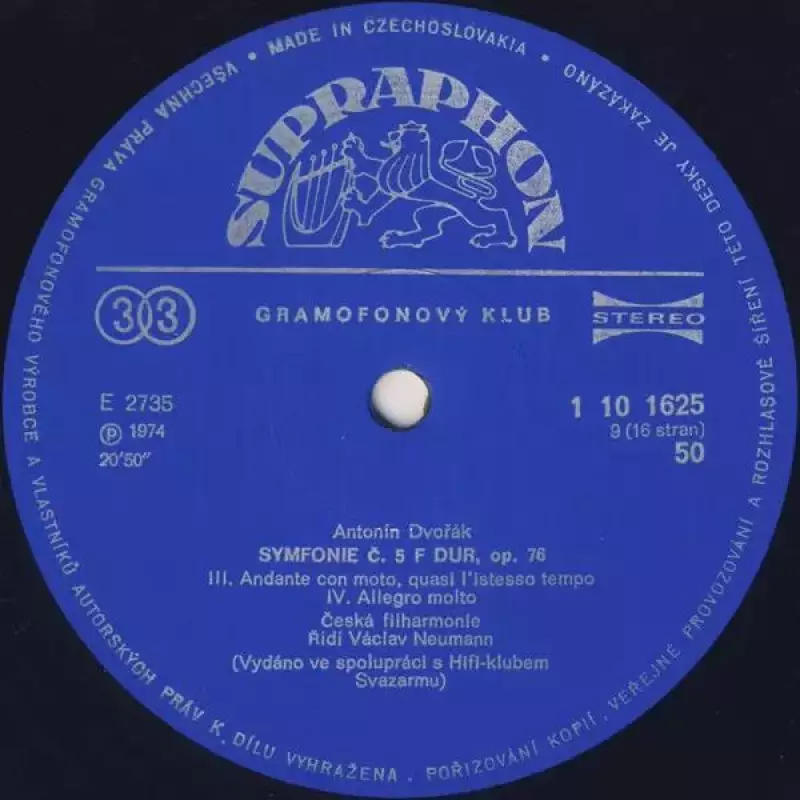 • MADE IN CZECHOSLOVAKIA •
VŠECHNA PRÁVA GRAMOFONOVÉHO VÝROBCE A VLASTNÍKŮ AUTORSKÝCH PRÁV K DÍLU VYHRAŽENA. POŘIZOVÁNÍ KOPIÍ, VEŘEJNÉ PROVOZOVÁNÍ A ROZHLASOVÉ ŠÍŘENÍ TÉTO DESKY JE ZAKÁZÁNO
SUPRAPHON
33
GRAMOFONOVÝ KLUB
STEREO
E 2735
Ⓟ 1974
20'50"
1 10 1625
9 (16 stran)
50
Antonín Dvořák
SYMFONIE Č. 5 F DUR, op. 76
III. Andante con moto, quasi l'istesso tempo
IV. Allegro molto
Česká filharmonie
Řídí Václav Neumann
(Vydáno ve spolupráci s Hifi-klubem
Svazarmu)